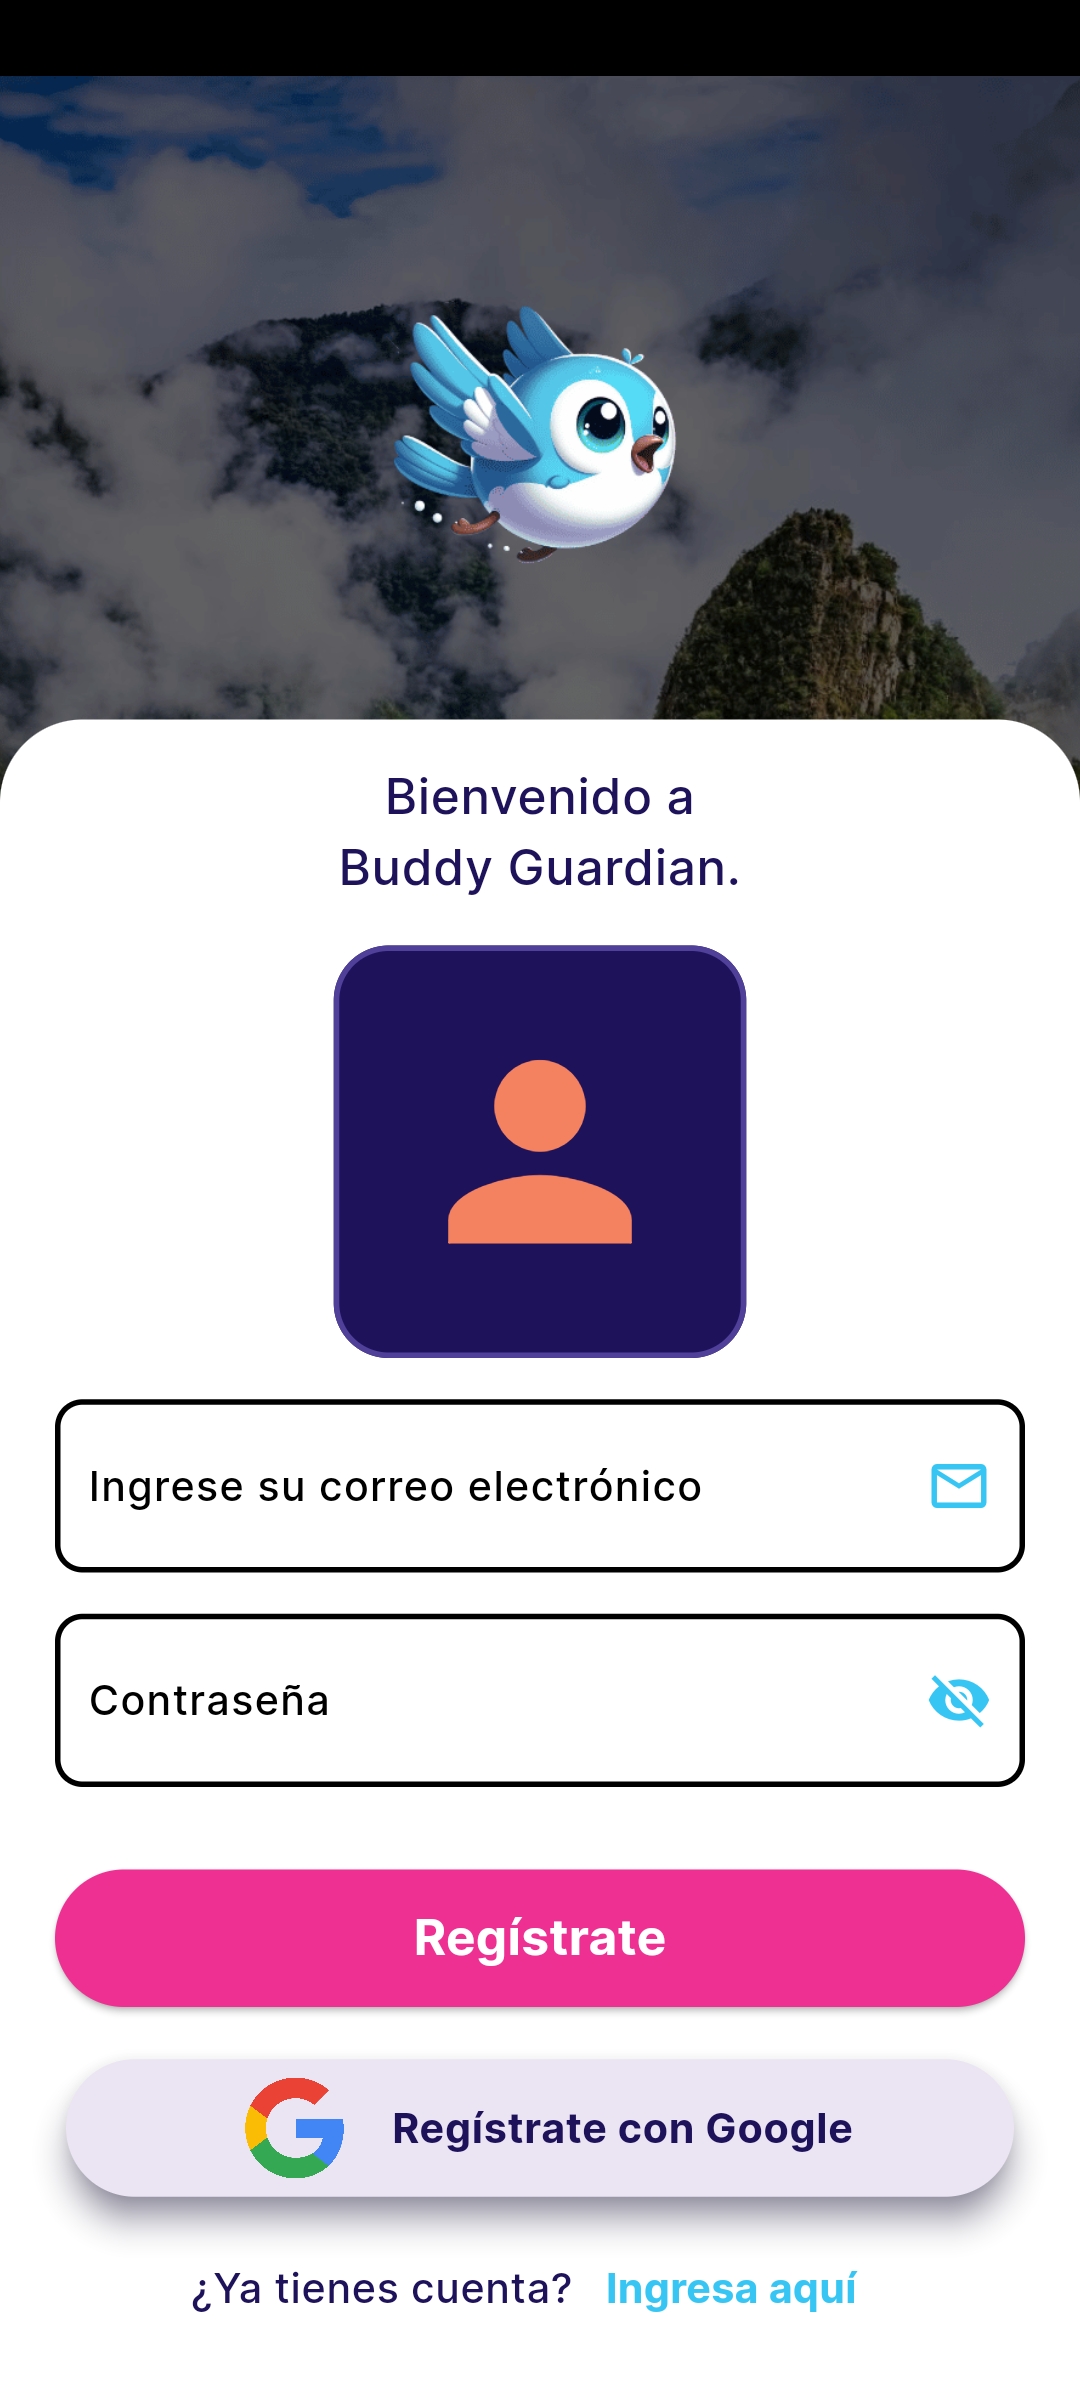 Bienvenido a
Buddy Guardian.
Ingrese su correo electrónico
Contraseña
Regístrate
Regístrate con Google
¿Ya tienes cuenta? Ingresa aquí